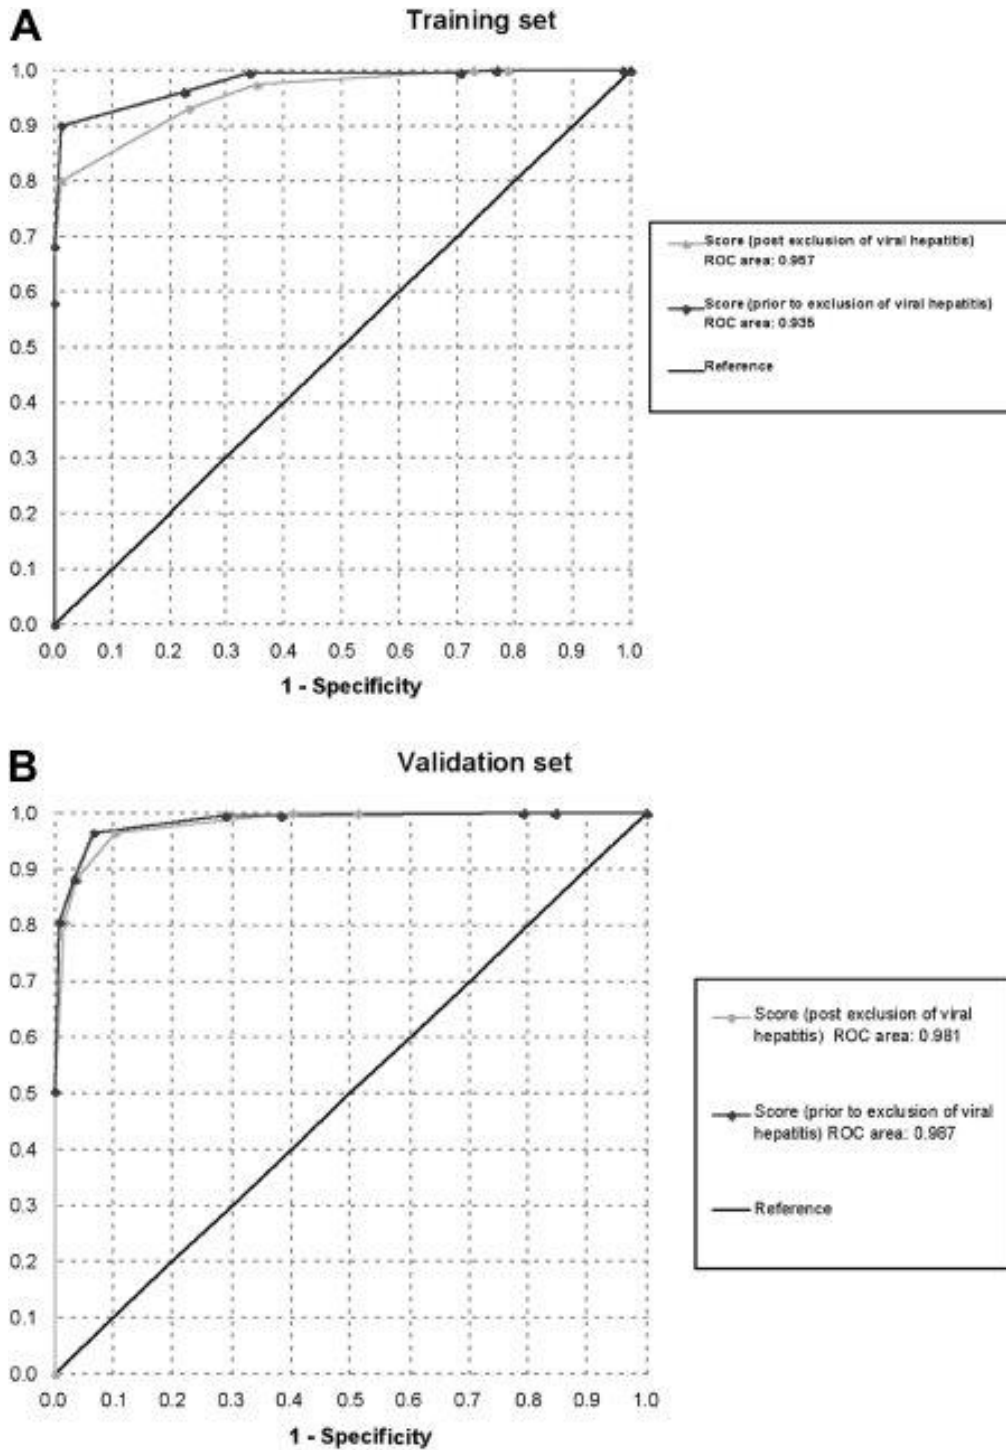 A
Training set
1.0
0.9
0.8
0.7
0.6
0.5
0.4
0.3
0.2
0.1
0.0
0.0 0.1 0.2 0.3 0.4 0.5 0.6 0.7 0.8 0.9 1.0
1 - Specificity
Score (post exclusion of viral hepatitis)
ROC area: 0.957
Score (prior to exclusion of viral hepatitis)
ROC area: 0.935
Reference
B
Validation set
1.0
0.9
0.8
0.7
0.6
0.5
0.4
0.3
0.2
0.1
0.0
0.0 0.1 0.2 0.3 0.4 0.5 0.6 0.7 0.8 0.9 1.0
1 - Specificity
Score (post exclusion of viral
hepatitis) ROC area: 0.981
Score (prior to exclusion of viral
hepatitis) ROC area: 0.987
Reference